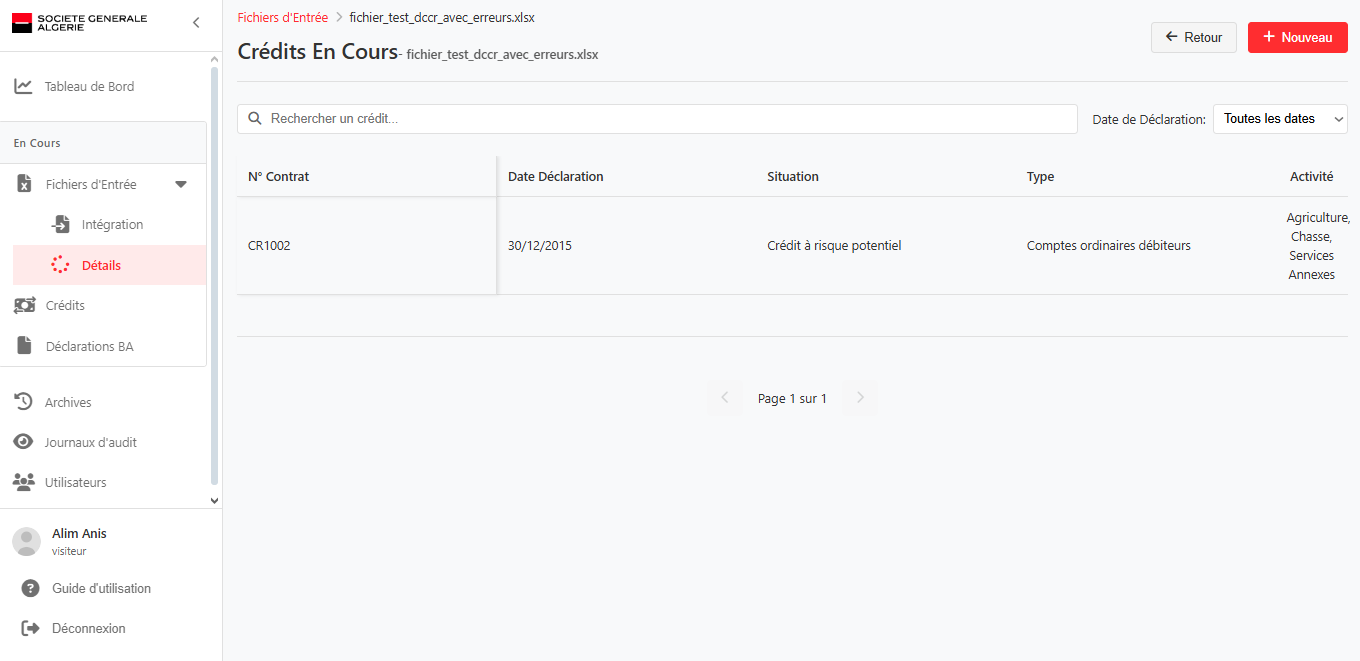 SOCIETE GENERALE
ALGERIE
Tableau de Bord
En Cours
Fichiers d'Entrée
Intégration
Détails
Crédits
Déclarations BA
Archives
Journaux d'audit
Utilisateurs
Alim Anis
visiteur
Guide d'utilisation
Déconnexion
Fichiers d'Entrée > fichier_test_dccr_avec_erreurs.xlsx
Crédits En Cours- fichier_test_dccr_avec_erreurs.xlsx
Retour
Nouveau
Rechercher un crédit...
Date de Déclaration: Toutes les dates
N° Contrat Date Déclaration Situation Type Activité
CR1002 30/12/2015 Crédit à risque potentiel Comptes ordinaires débiteurs
Agriculture,
Chasse,
Services
Annexes
Page 1 sur 1